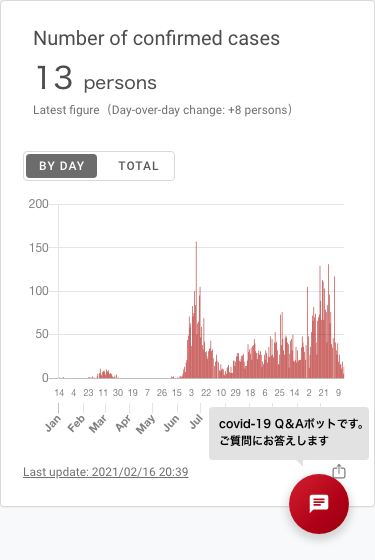 Number of confirmed cases
13 persons
Latest figure（Day-over-day change: +8 persons）
BY DAY TOTAL
200
150
100
50
0
14 4 23 11 30 19 7 26 15 3 22 10 29 18 6 25 14 2 21 9
Jan Feb Mar Apr May Jun Jul
covid-19 Q&Aボットです。
ご質問にお答えします
Last update: 2021/02/16 20:39